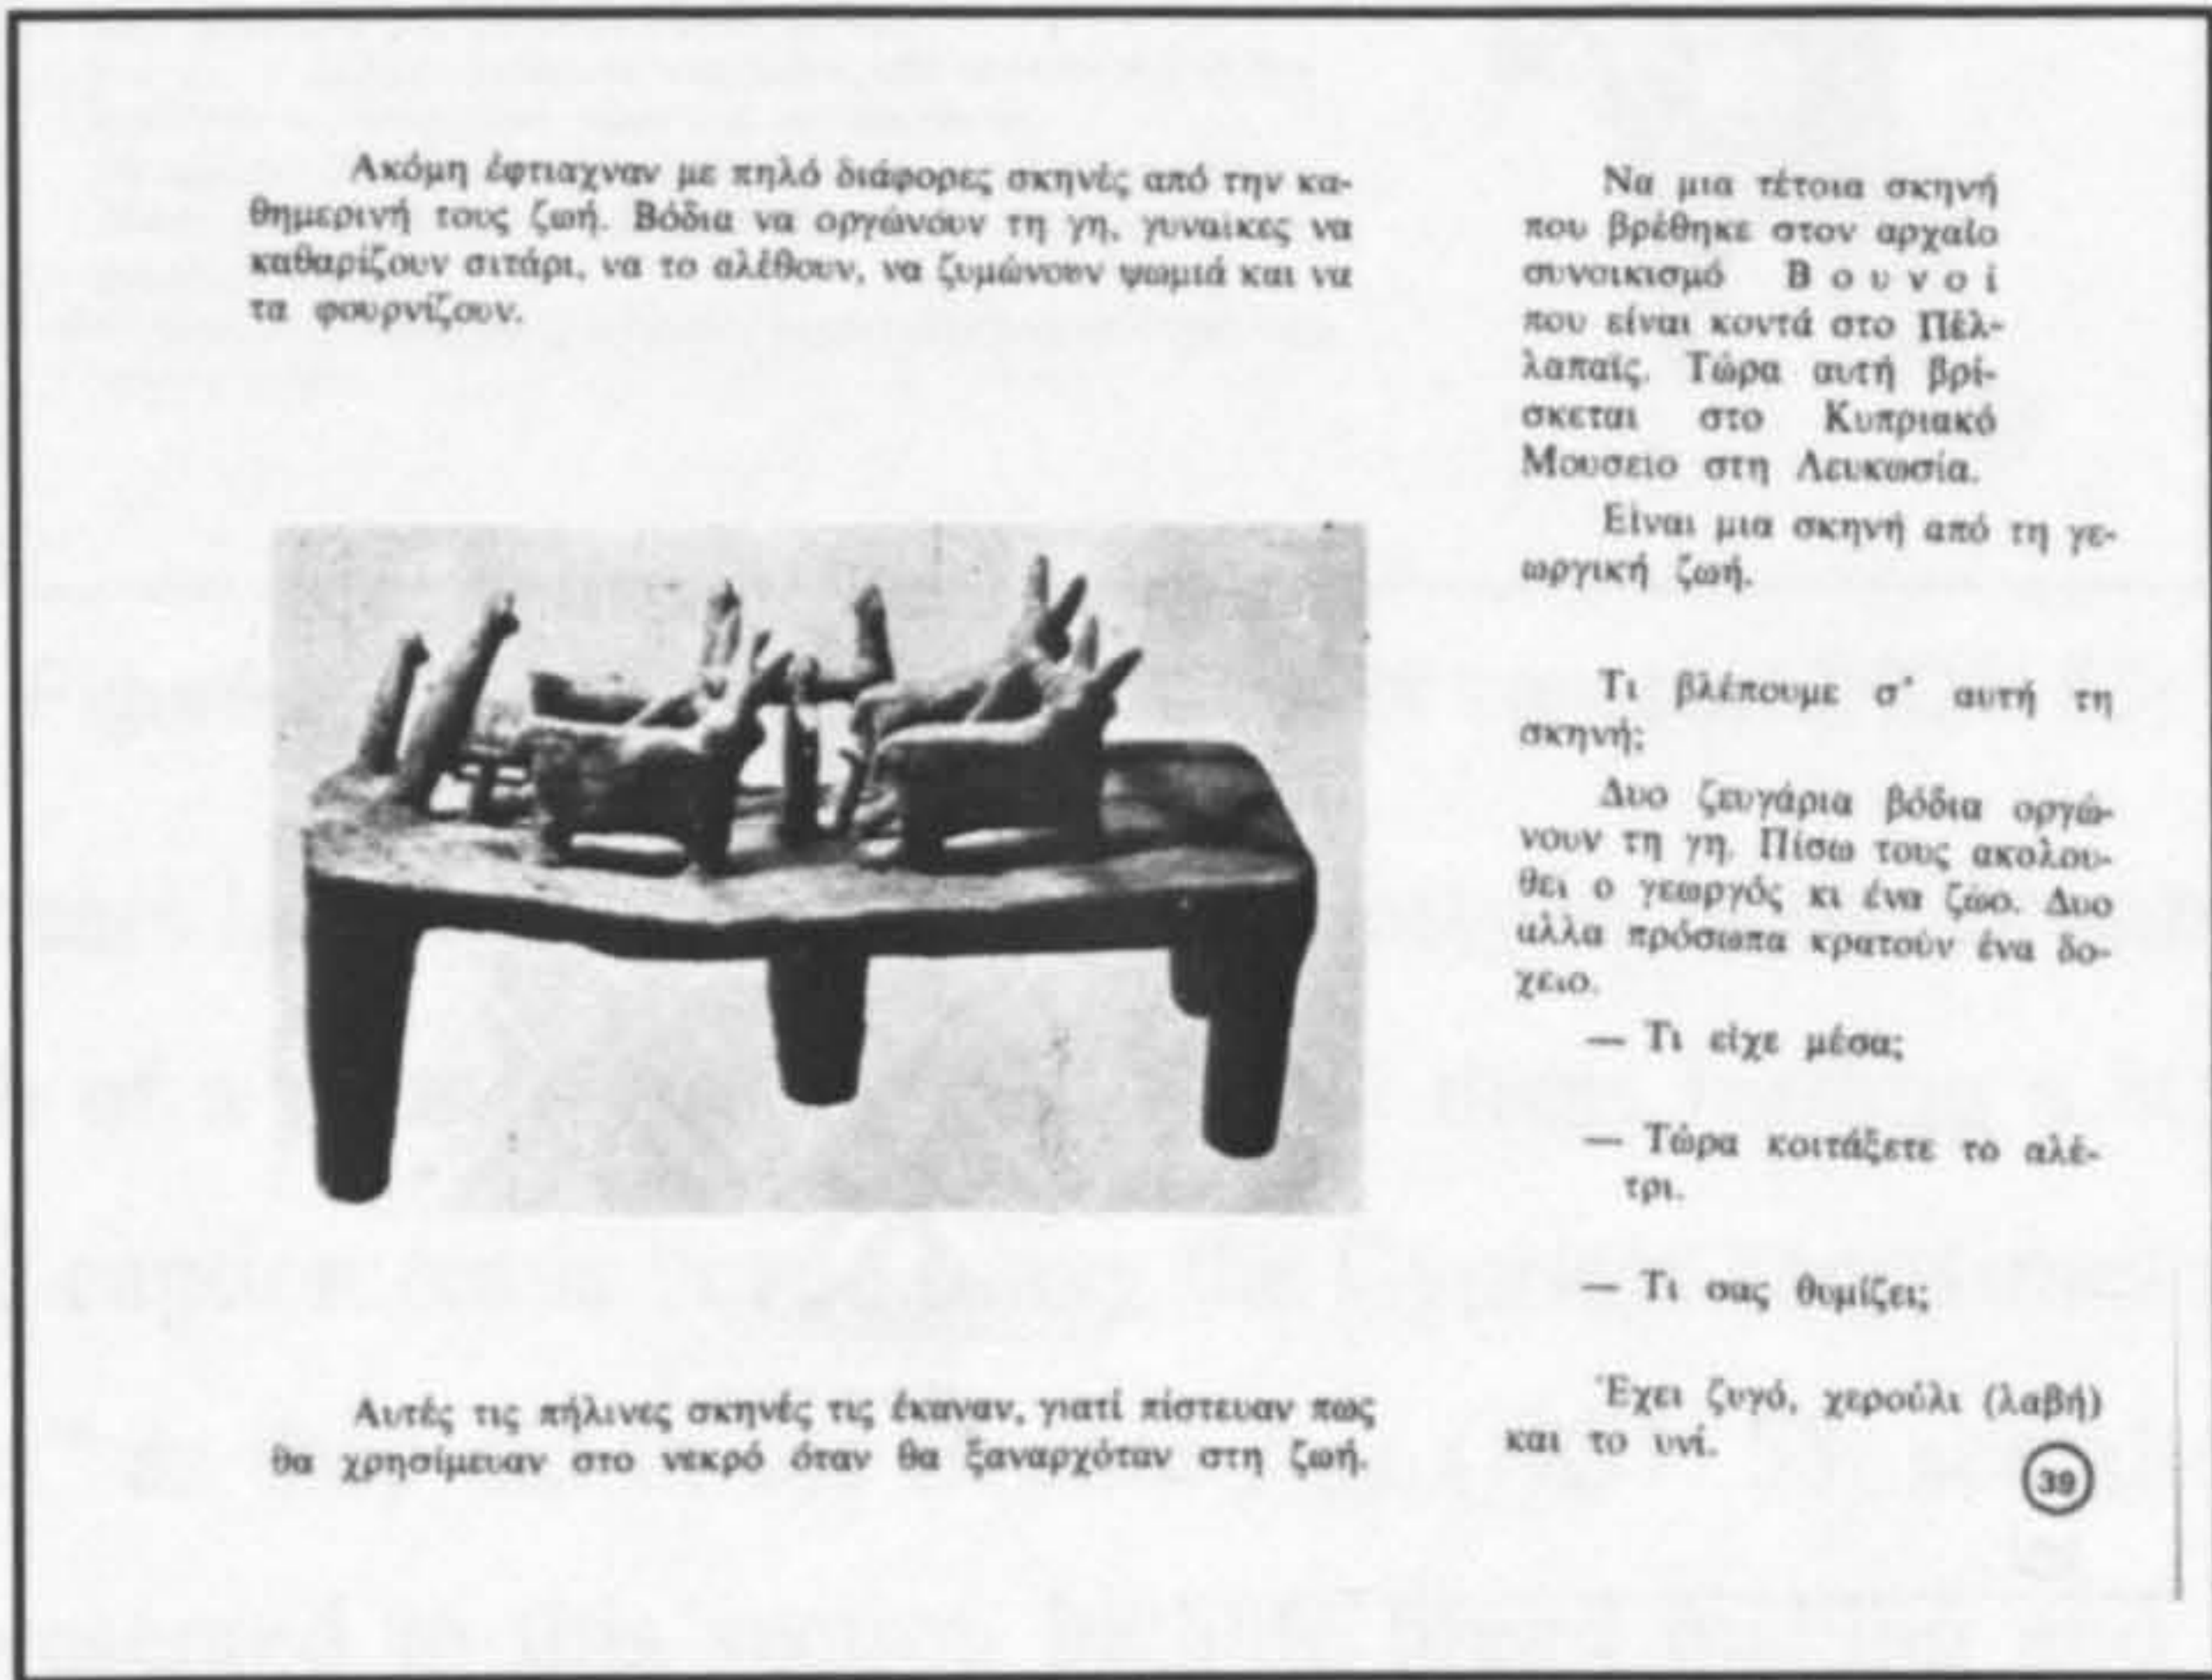 Ακόμη έφτιαχναν με πηλό διάφορες σκηνές από την κα-
θημερινή τους ζωή. Βόδια να οργώνουν τη γη, γυναίκες να
καθαρίζουν σιτάρι, να το αλέθουν, να ζυμώνουν ψωμιά και να
τα φουρνίζουν.
Αυτές τις πήλινες σκηνές τις έκαναν, γιατί πίστευαν πως
θα χρησίμευαν στο νεκρό όταν θα ξαναρχόταν στη ζωή.
Να μια τέτοια σκηνή
που βρέθηκε στον αρχαίο
συνοικισμό Β ο υ ν ο ί
που είναι κοντά στο Πέλ-
λαπαϊς. Τώρα αυτή βρί-
σκεται στο Κυπριακό
Μουσείο στη Λευκωσία.
Είναι μια σκηνή από τη γε-
ωργική ζωή.
Τι βλέπουμε σ' αυτή τη
σκηνή;
Δυο ζευγάρια βόδια οργώ-
νουν τη γη. Πίσω τους ακολου-
θεί ο γεωργός κι ένα ζώο. Δυο
αλλα πρόσωπα κρατούν ένα δο-
χείο.
— Τι είχε μέσα;
— Τώρα κοιτάξετε το αλέ-
τρι.
— Τι σας θυμίζει;
Έχει ζυγό, χερούλι (λαβή)
και το υνί.
39